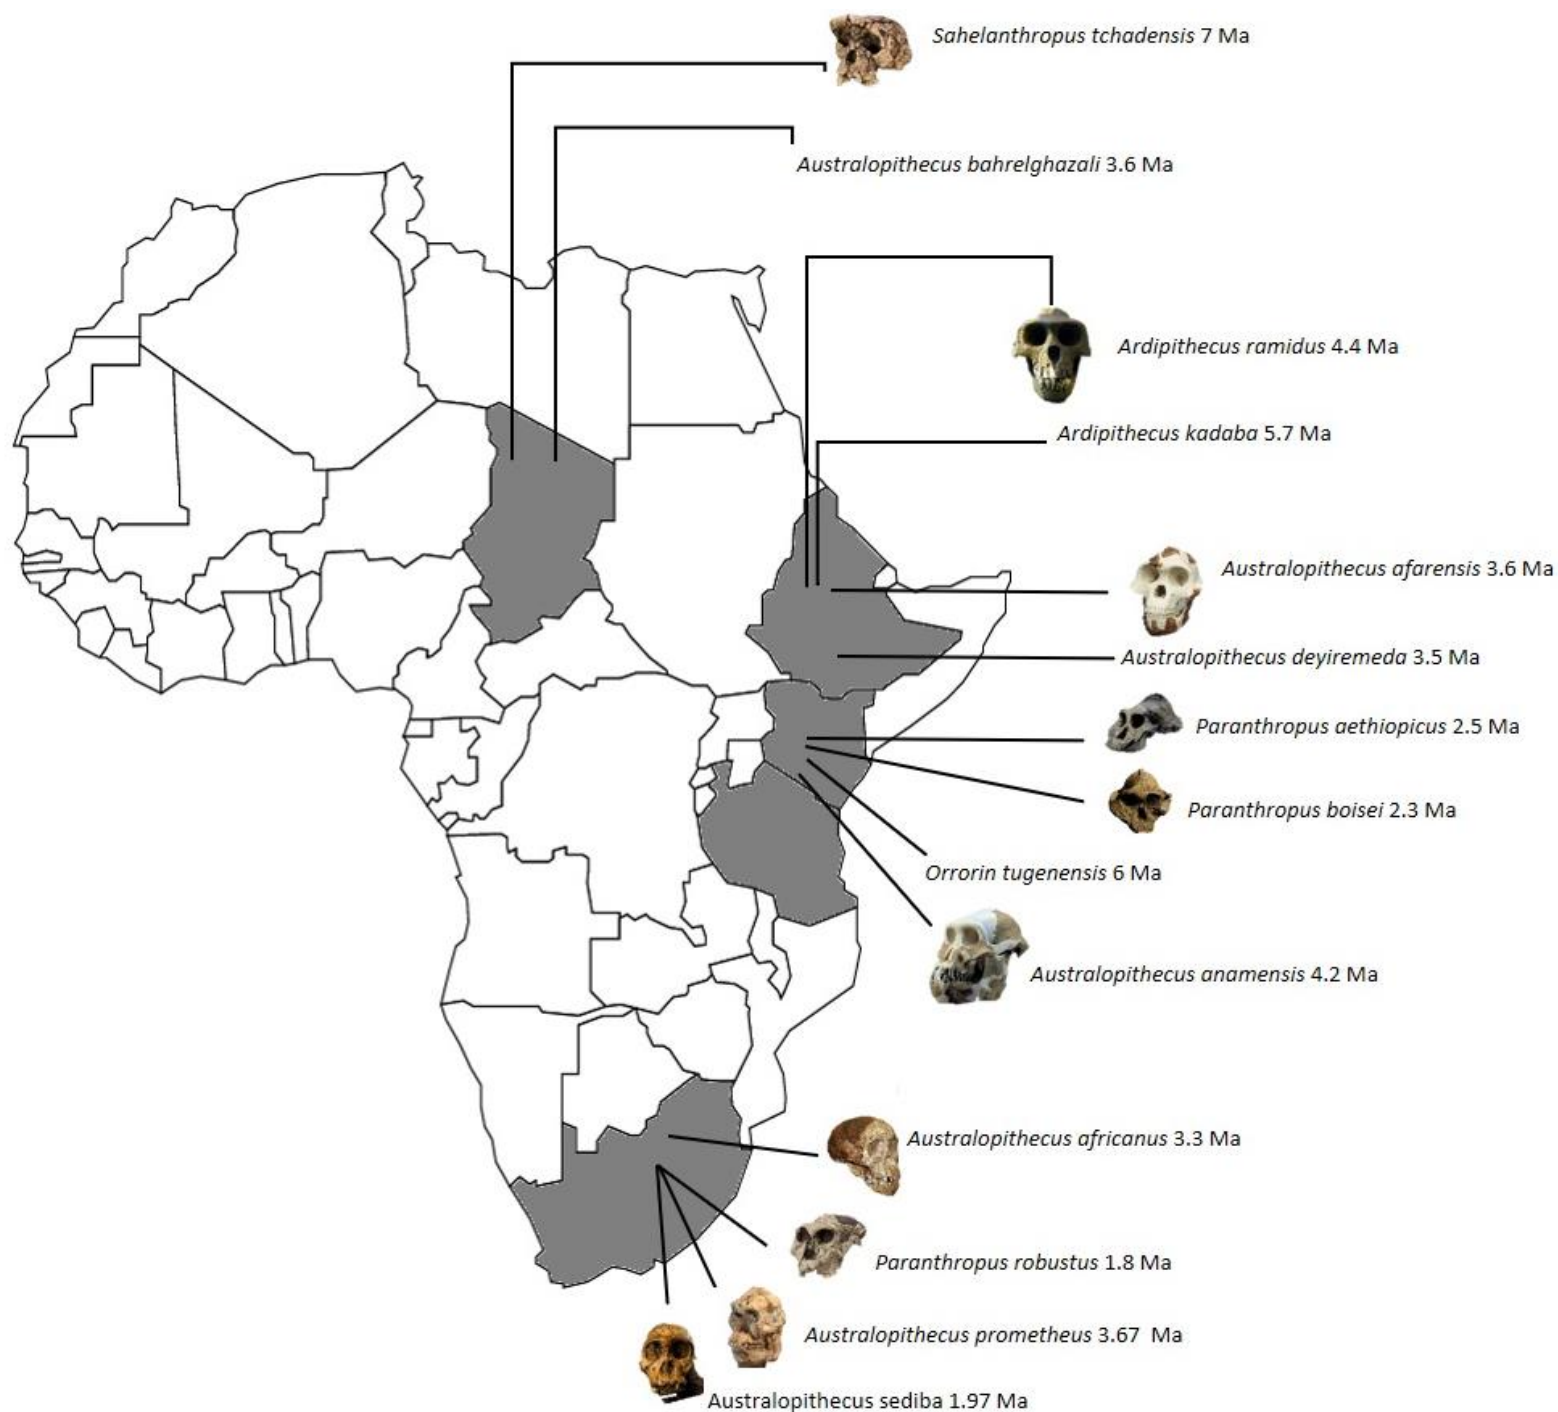 Sahelanthropus tchadensis 7 Ma
Australopithecus bahrelghazali 3.6 Ma
Ardipithecus ramidus 4.4 Ma
Ardipithecus kadaba 5.7 Ma
Australopithecus afarensis 3.6 Ma
Australopithecus deyiremeda 3.5 Ma
Paranthropus aethiopicus 2.5 Ma
Paranthropus boisei 2.3 Ma
Orrorin tugenensis 6 Ma
Australopithecus anamensis 4.2 Ma
Australopithecus africanus 3.3 Ma
Paranthropus robustus 1.8 Ma
Australopithecus prometheus 3.67 Ma
Australopithecus sediba 1.97 Ma